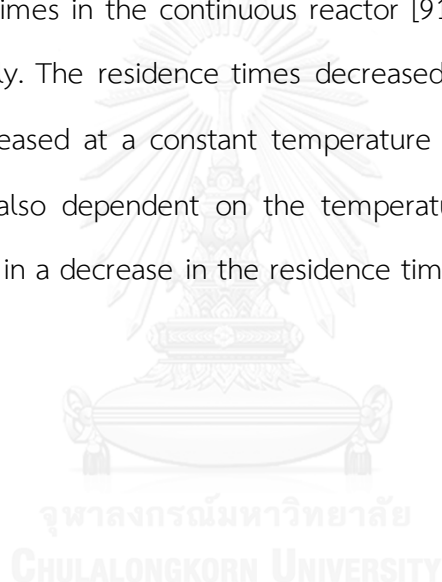 imes in the continuous reactor [91
ly. The residence times decreased
eased at a constant temperature
also dependent on the temperatu
in a decrease in the residence tim
จุฬาลงกรณ์มหาวิทยาลัย
CHULALONGKORN UNIVERSITY